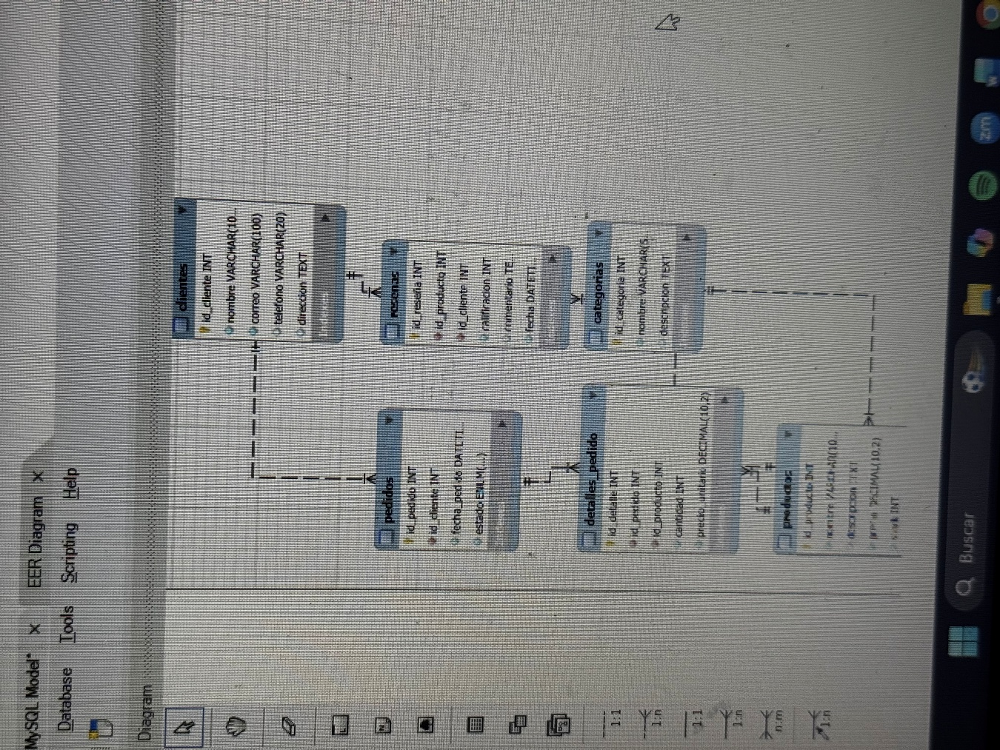 MySQL Model* ×
EER Diagram ×
Database
Tools
Scripting
Help
Diagram
clientes
id_cliente INT
nombre VARCHAR(10...
correo VARCHAR(100)
telefono VARCHAR(20)
direccion TEXT
resenas
id_reseña INT
id_producto INT
id_cliente INT
calificacion INT
comentario TE...
fecha DATETI...
pedidos
id_pedido INT
id_cliente INT
fecha_pedido DATETI...
estado ENUM(...)
detalles_pedido
id_detalle INT
id_pedido INT
id_producto INT
cantidad INT
precio_unitario DECIMAL(10,2)
categorias
id_categoria INT
nombre VARCHAR(5...
descripcion TEXT
productos
id_producto INT
nombre VARCHAR(10...
descripcion TEXT
DECIMAL(10,2)
INT
1:1
1:n
1:1
1:n
n:m
1:n
Buscar
zm
w